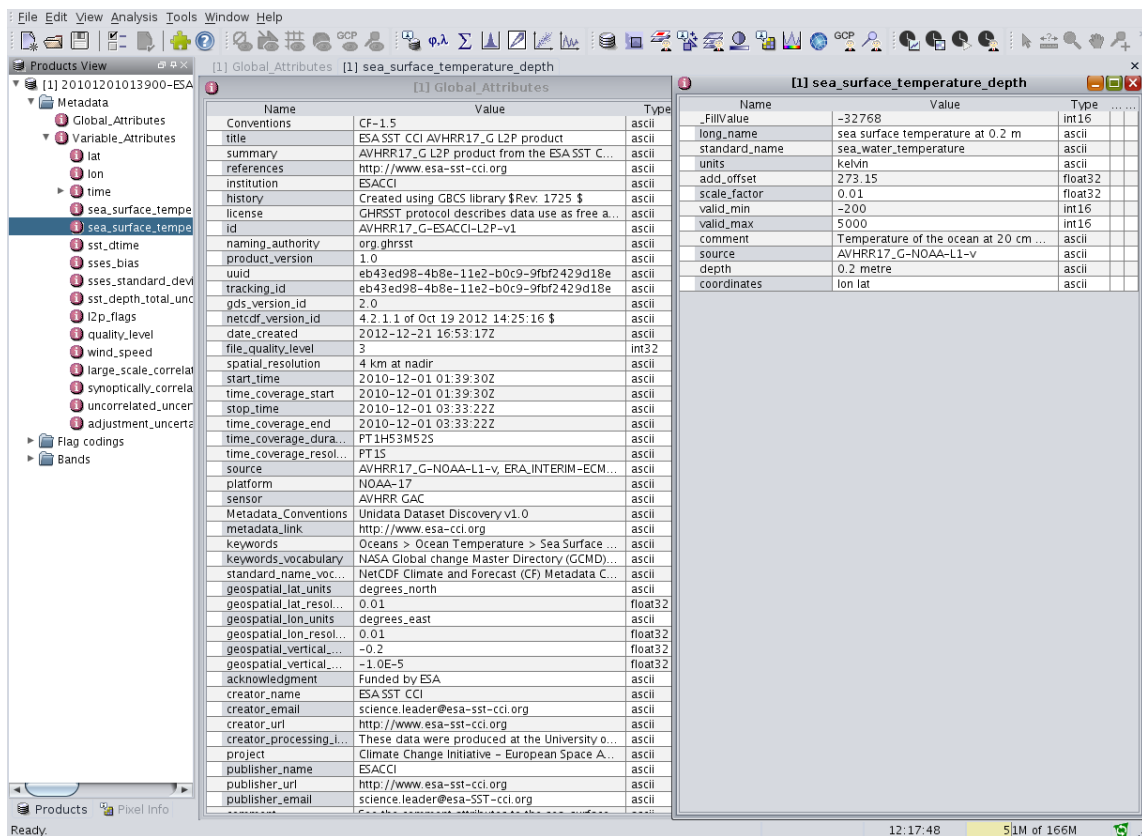 File Edit View Analysis Tools Window Help
Products View
[1] 20101201013900-ESA
Metadata
Global_Attributes
Variable_Attributes
lat
lon
time
sea_surface_tempe
sea_surface_tempe
sst_dtime
sses_bias
sses_standard_devi
sst_depth_total_unc
l2p_flags
quality_level
wind_speed
large_scale_correlat
synoptically_correla
uncorrelated_uncer
adjustment_uncerta
Flag codings
Bands
Products Pixel Info
[1] Global_Attributes [1] sea_surface_temperature_depth
[1] Global_Attributes
Name Value Type
Conventions CF-1.5 ascii
title ESA SST CCI AVHRR17_G L2P product ascii
summary AVHRR17_G L2P product from the ESA SST C... ascii
references http://www.esa-sst-cci.org ascii
institution ESACCI ascii
history Created using GBCS library $Rev: 1725 $ ascii
license GHRSST protocol describes data use as free a... ascii
id AVHRR17_G-ESACCI-L2P-v1 ascii
naming_authority org.ghrsst ascii
product_version 1.0 ascii
uuid eb43ed98-4b8e-11e2-b0c9-9fbf2429d18e ascii
tracking_id eb43ed98-4b8e-11e2-b0c9-9fbf2429d18e ascii
gds_version_id 2.0 ascii
netcdf_version_id 4.2.1.1 of Oct 19 2012 14:25:16 $ ascii
date_created 2012-12-21 16:53:17Z ascii
file_quality_level 3 int32
spatial_resolution 4 km at nadir ascii
start_time 2010-12-01 01:39:30Z ascii
time_coverage_start 2010-12-01 01:39:30Z ascii
stop_time 2010-12-01 03:33:22Z ascii
time_coverage_end 2010-12-01 03:33:22Z ascii
time_coverage_dura... PT1H53M52S ascii
time_coverage_resol... PT1S ascii
source AVHRR17_G-NOAA-L1-v, ERA_INTERIM-ECM... ascii
platform NOAA-17 ascii
sensor AVHRR GAC ascii
Metadata_Conventions Unidata Dataset Discovery v1.0 ascii
metadata_link http://www.esa-cci.org ascii
keywords Oceans > Ocean Temperature > Sea Surface ... ascii
keywords_vocabulary NASA Global change Master Directory (GCMD)... ascii
standard_name_voc... NetCDF Climate and Forecast (CF) Metadata C... ascii
geospatial_lat_units degrees_north ascii
geospatial_lat_resol... 0.01 float32
geospatial_lon_units degrees_east ascii
geospatial_lon_resol... 0.01 float32
geospatial_vertical_... -0.2 float32
geospatial_vertical_... -1.0E-5 float32
acknowledgment Funded by ESA ascii
creator_name ESA SST CCI ascii
creator_email science.leader@esa-sst-cci.org ascii
creator_url http://www.esa-sst-cci.org ascii
creator_processing_i... These data were produced at the University o... ascii
project Climate Change Initiative - European Space A... ascii
publisher_name ESACCI ascii
publisher_url http://www.esa-sst-cci.org ascii
publisher_email science.leader@esa-SST-cci.org ascii
[1] sea_surface_temperature_depth
Name Value Type ... ...
_FillValue -32768 int16
long_name sea surface temperature at 0.2 m ascii
standard_name sea_water_temperature ascii
units kelvin ascii
add_offset 273.15 float32
scale_factor 0.01 float32
valid_min -200 int16
valid_max 5000 int16
comment Temperature of the ocean at 20 cm ... ascii
source AVHRR17_G-NOAA-L1-v ascii
depth 0.2 metre ascii
coordinates lon lat ascii
Ready. 12:17:48 51M of 166M